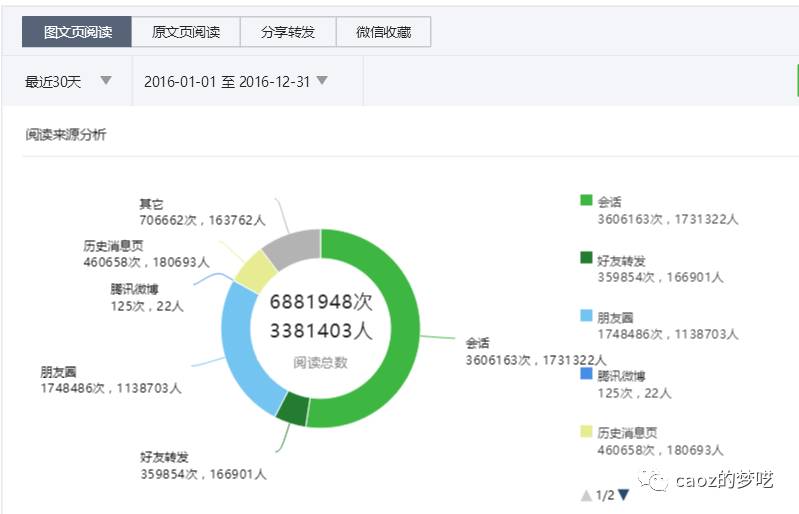 图文页阅读 原文页阅读 分享转发 微信收藏
最近30天 2016-01-01 至 2016-12-31
阅读来源分析
其它
706662次，163762人
历史消息页
460658次，180693人
腾讯微博
125次，22人
朋友圈
1748486次，1138703人
好友转发
359854次，166901人
会话
3606163次，1731322人
6881948次
3381403人
阅读总数
会话
3606163次，1731322人
好友转发
359854次，166901人
朋友圈
1748486次，1138703人
腾讯微博
125次，22人
历史消息页
460658次，180693人
1/2
caoz的梦呓